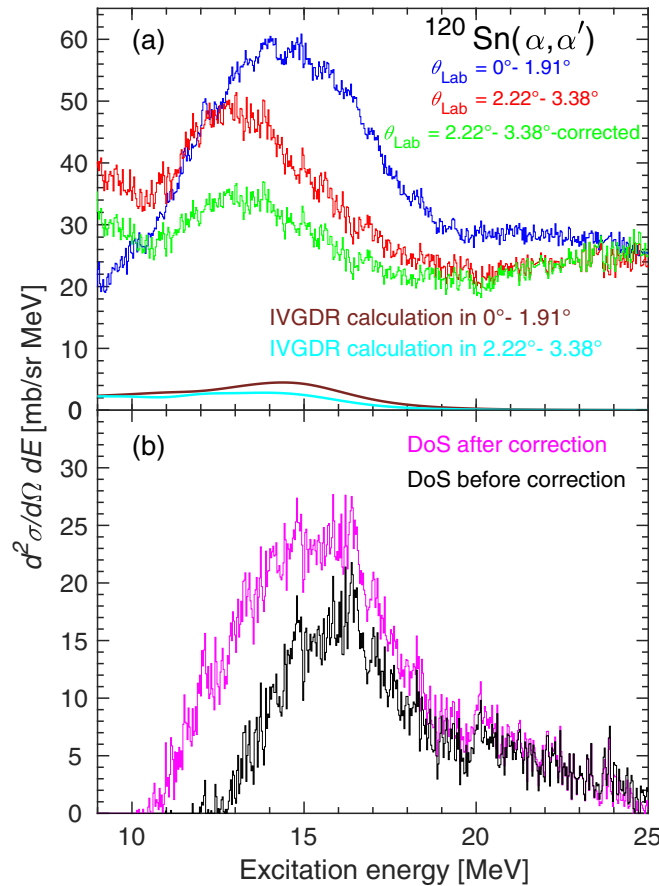 (a)
¹²⁰Sn(α,α′)
θLab = 0°- 1.91°
θLab = 2.22°- 3.38°
θLab = 2.22°- 3.38°-corrected
60
50
40
30
20
10
0
IVGDR calculation in 0°- 1.91°
IVGDR calculation in 2.22°- 3.38°
d²σ/dΩ dE [mb/sr MeV]
(b)
DoS after correction
DoS before correction
30
25
20
15
10
5
0
10
15
20
25
Excitation energy [MeV]